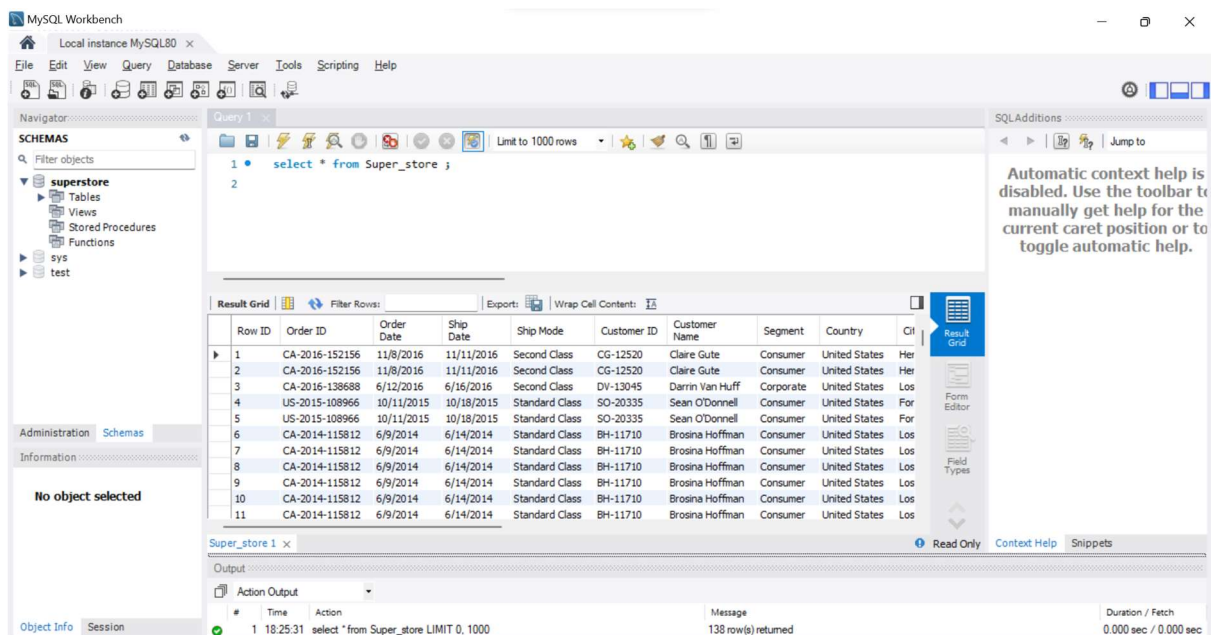 MySQL Workbench
Local instance MySQL80
File Edit View Query Database Server Tools Scripting Help
Navigator
SCHEMAS
Filter objects
superstore
Tables
Views
Stored Procedures
Functions
sys
test
Administration Schemas
Information
No object selected
Object Info Session
Query 1
Limit to 1000 rows
1 select * from Super_store ;
2
Result Grid Filter Rows: Export: Wrap Cell Content:
Row ID Order ID Order Date Ship Date Ship Mode Customer ID Customer Name Segment Country Cit
1 CA-2016-152156 11/8/2016 11/11/2016 Second Class CG-12520 Claire Gute Consumer United States Her
2 CA-2016-152156 11/8/2016 11/11/2016 Second Class CG-12520 Claire Gute Consumer United States Her
3 CA-2016-138688 6/12/2016 6/16/2016 Second Class DV-13045 Darrin Van Huff Corporate United States Los
4 US-2015-108966 10/11/2015 10/18/2015 Standard Class SO-20335 Sean O'Donnell Consumer United States For
5 US-2015-108966 10/11/2015 10/18/2015 Standard Class SO-20335 Sean O'Donnell Consumer United States For
6 CA-2014-115812 6/9/2014 6/14/2014 Standard Class BH-11710 Brosina Hoffman Consumer United States Los
7 CA-2014-115812 6/9/2014 6/14/2014 Standard Class BH-11710 Brosina Hoffman Consumer United States Los
8 CA-2014-115812 6/9/2014 6/14/2014 Standard Class BH-11710 Brosina Hoffman Consumer United States Los
9 CA-2014-115812 6/9/2014 6/14/2014 Standard Class BH-11710 Brosina Hoffman Consumer United States Los
10 CA-2014-115812 6/9/2014 6/14/2014 Standard Class BH-11710 Brosina Hoffman Consumer United States Los
11 CA-2014-115812 6/9/2014 6/14/2014 Standard Class BH-11710 Brosina Hoffman Consumer United States Los
Result Grid
Form Editor
Field Types
Super_store 1
Read Only
SQLAdditions
Jump to
Automatic context help is
disabled. Use the toolbar to
manually get help for the
current caret position or to
toggle automatic help.
Context Help Snippets
Output
Action Output
# Time Action Message Duration / Fetch
1 18:25:31 select * from Super_store LIMIT 0, 1000 138 row(s) returned 0.000 sec / 0.000 sec